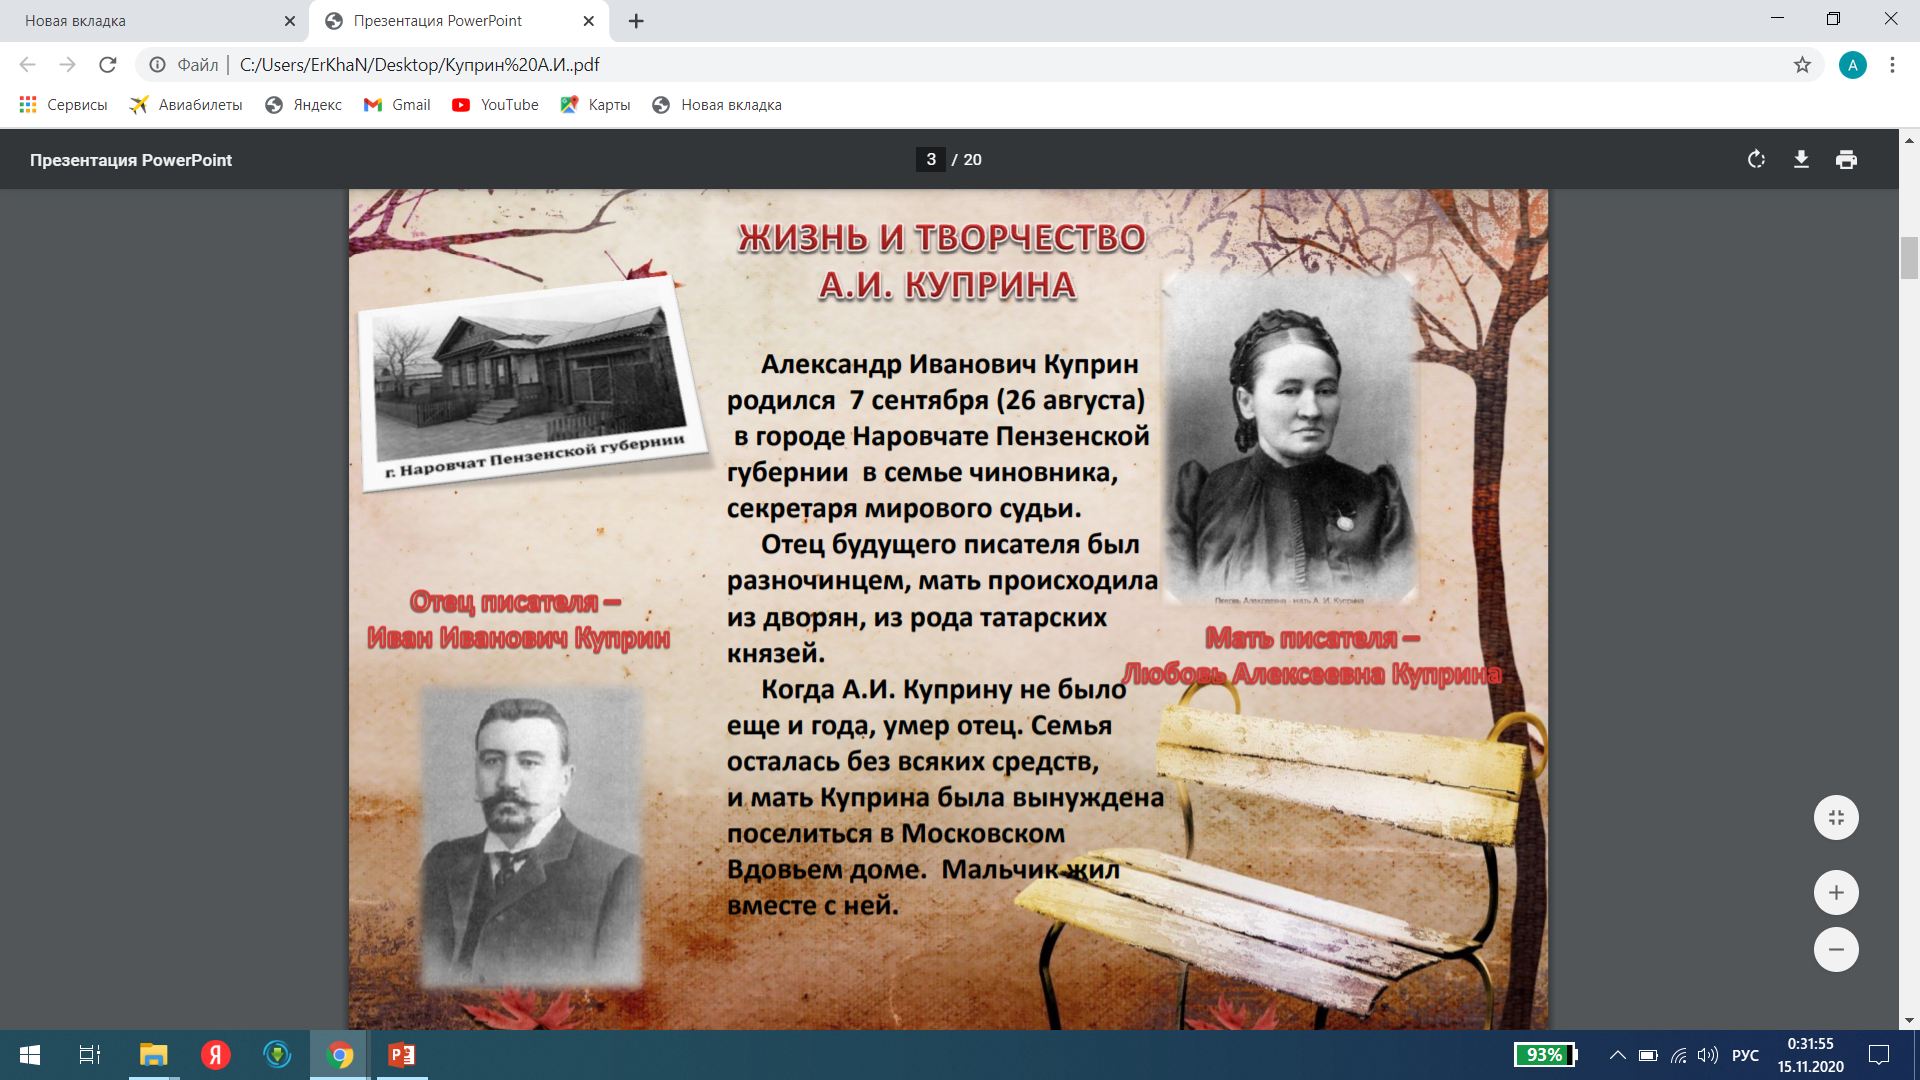 Новая вкладка
Презентация PowerPoint
Файл
C:/Users/ErKhaN/Desktop/Куприн%20А.И..pdf
A
Сервисы
Авиабилеты
Яндекс
Gmail
YouTube
Карты
Новая вкладка
Презентация PowerPoint
3 / 20
ЖИЗНЬ И ТВОРЧЕСТВО
А.И. КУПРИНА
г. Наровчат Пензенской губернии
Отец писателя –
Иван Иванович Куприн
Александр Иванович Куприн
родился 7 сентября (26 августа)
в городе Наровчате Пензенской
губернии в семье чиновника,
секретаря мирового судьи.
Отец будущего писателя был
разночинцем, мать происходила
из дворян, из рода татарских
князей.
Когда А.И. Куприну не было
еще и года, умер отец. Семья
осталась без всяких средств,
и мать Куприна была вынуждена
поселиться в Московском
Вдовьем доме. Мальчик жил
вместе с ней.
Любовь Алексеевна - мать А. И. Куприна
Мать писателя –
Любовь Алексеевна Куприна
Я
P
93%
РУС
0:31:55
15.11.2020